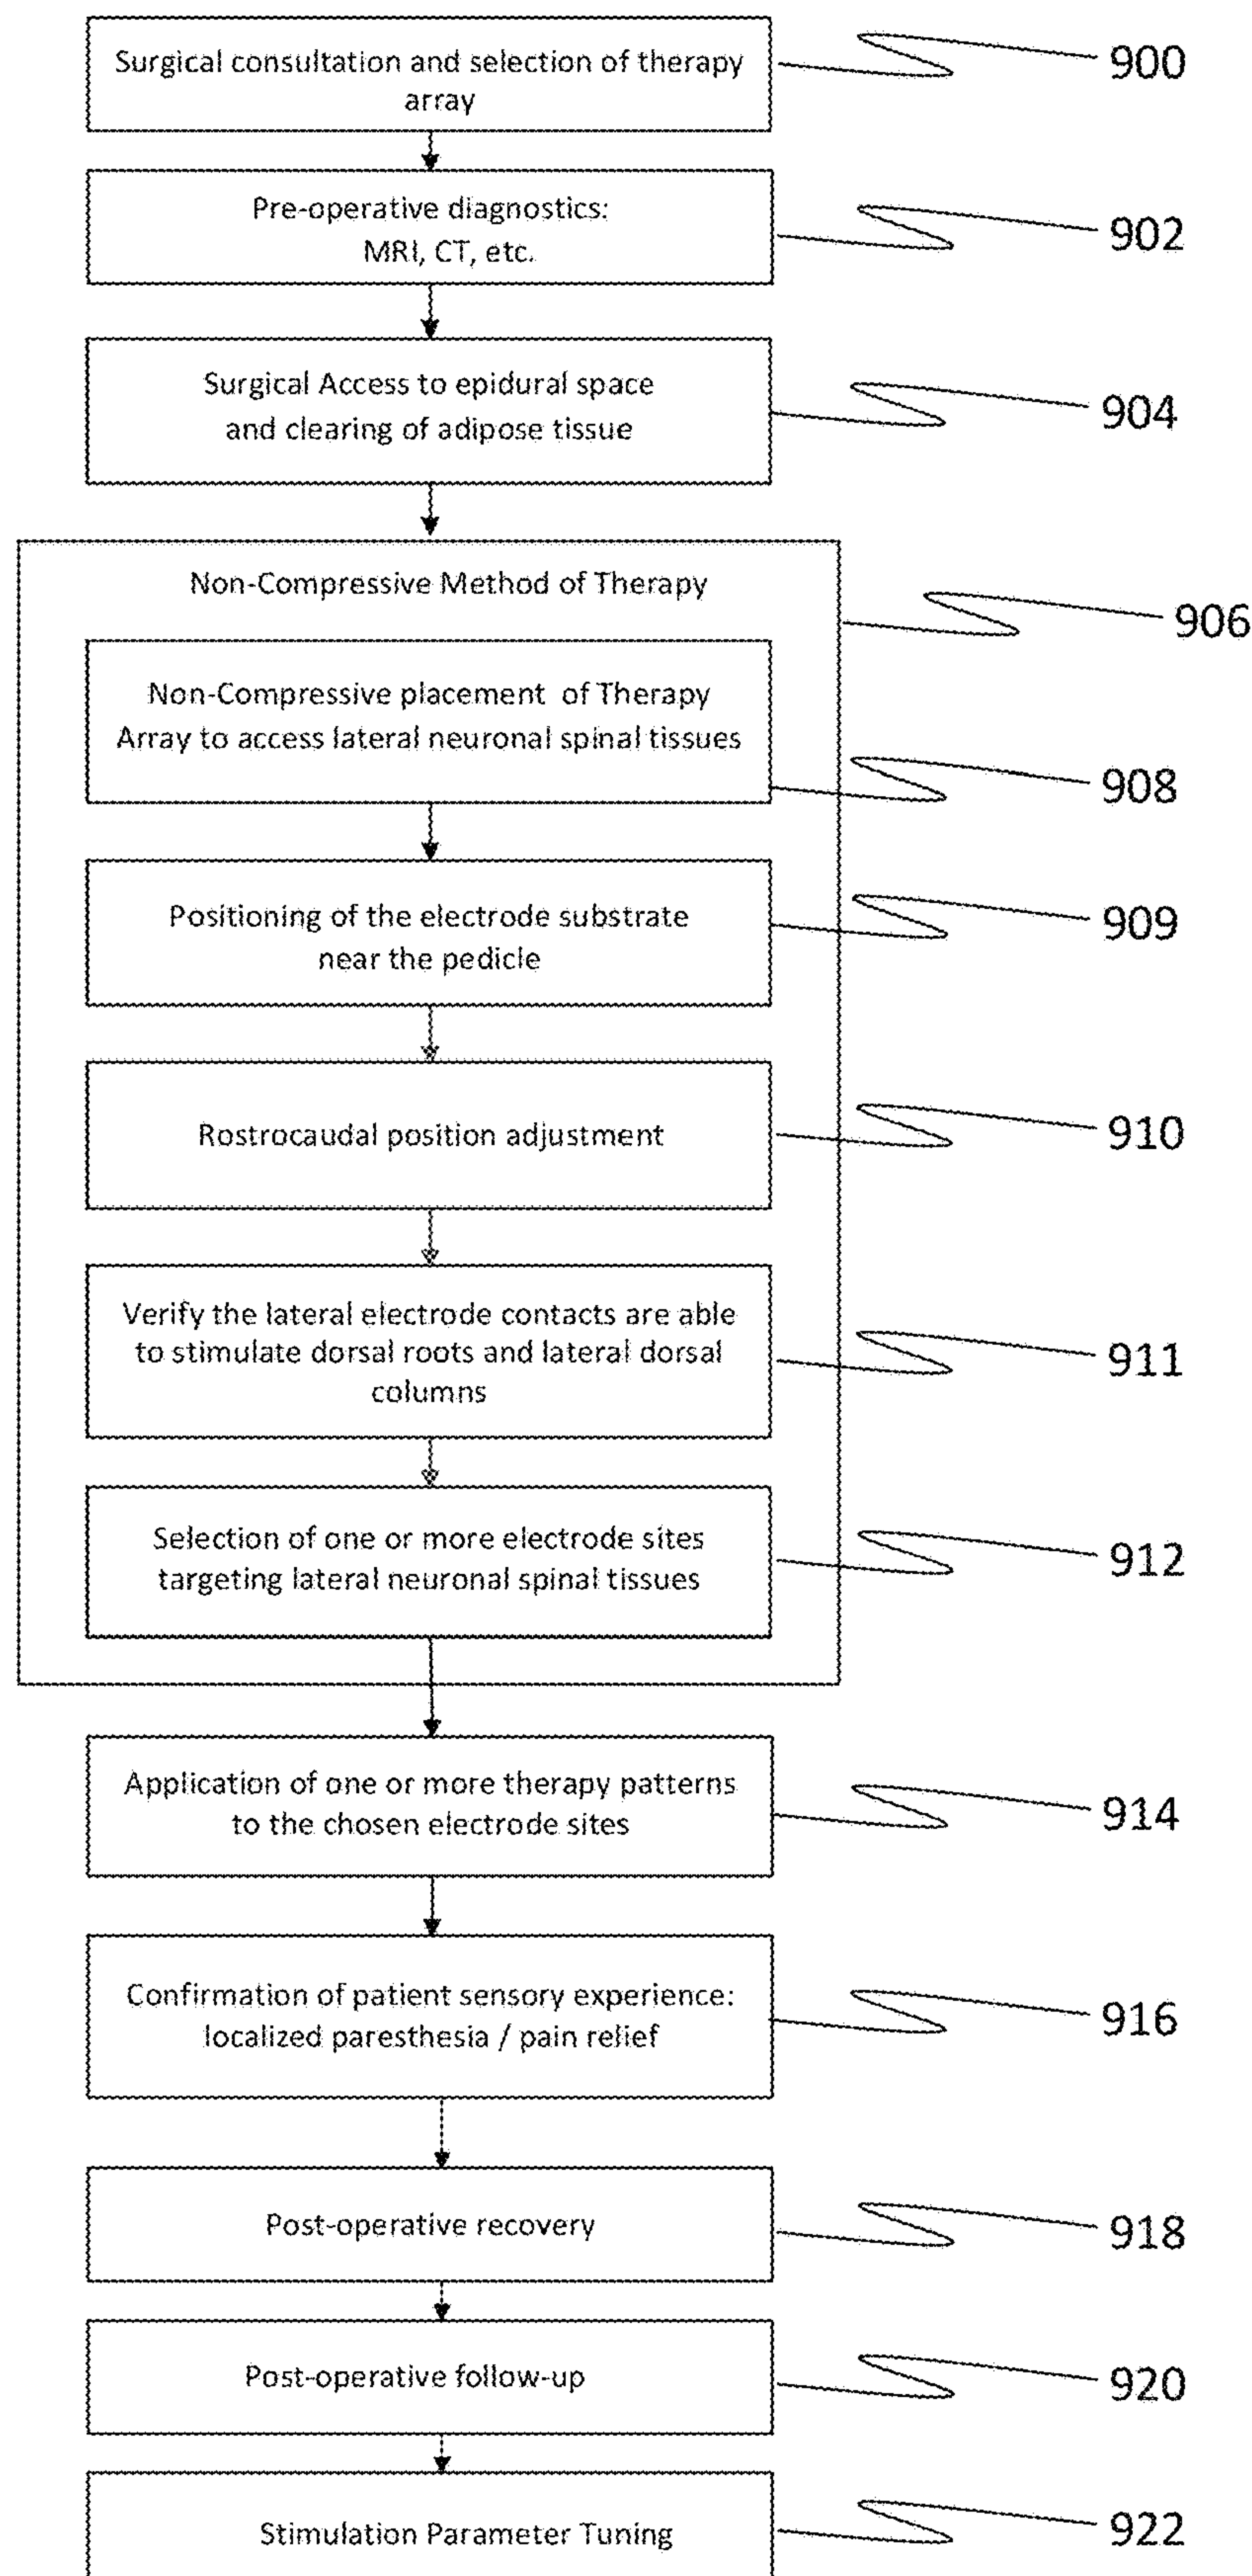 Surgical consultation and selection of therapy
array
900
Pre-operative diagnostics:
MRI, CT, etc.
902
Surgical Access to epidural space
and clearing of adipose tissue
904
Non-Compressive Method of Therapy
906
Non-Compressive placement of Therapy
Array to access lateral neuronal spinal tissues
908
Positioning of the electrode substrate
near the pedicle
909
Rostrocaudal position adjustment
910
Verify the lateral electrode contacts are able
to stimulate dorsal roots and lateral dorsal
columns
911
Selection of one or more electrode sites
targeting lateral neuronal spinal tissues
912
Application of one or more therapy patterns
to the chosen electrode sites
914
Confirmation of patient sensory experience:
localized paresthesia / pain relief
916
Post-operative recovery
918
Post-operative follow-up
920
Stimulation Parameter Tuning
922